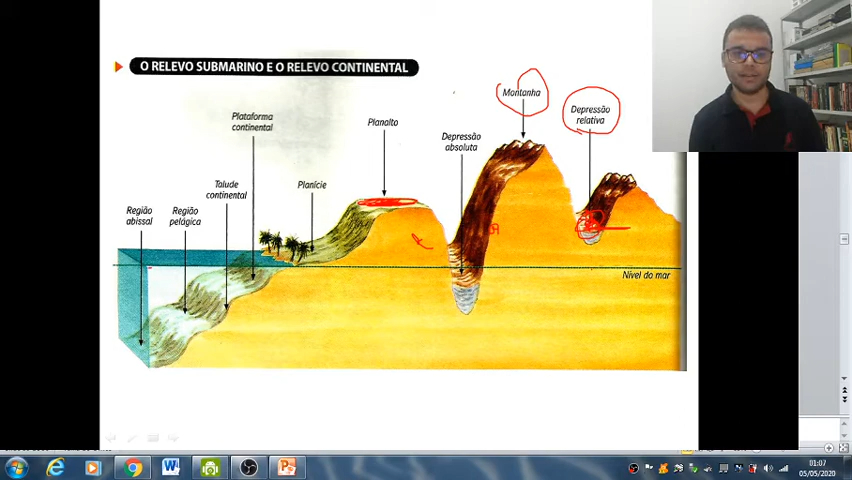 O RELEVO SUBMARINO E O RELEVO CONTINENTAL
Montanha
Depressão
relativa
Plataforma
continental
Planalto
Depressão
absoluta
Talude
continental
Planície
Região
abissal
Região
pelágica
Nível do mar
01:07
05/05/2020